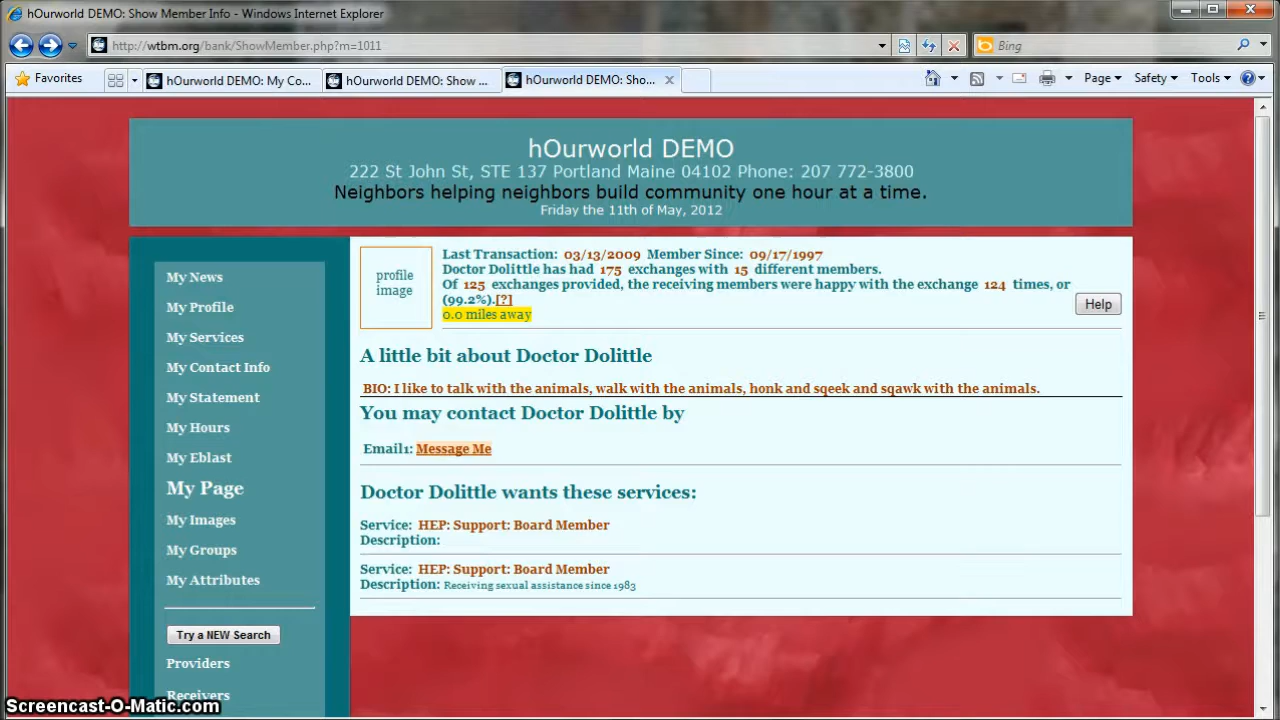 hOurworld DEMO: Show Member Info - Windows Internet Explorer
http://wtbm.org/bank/ShowMember.php?m=1011
Bing
Favorites
hOurworld DEMO: My Co...
hOurworld DEMO: Show ...
hOurworld DEMO: Sho...
Page
Safety
Tools
hOurworld DEMO
222 St John St, STE 137 Portland Maine 04102 Phone: 207 772-3800
Neighbors helping neighbors build community one hour at a time.
Friday the 11th of May, 2012
My News
My Profile
My Services
My Contact Info
My Statement
My Hours
My Eblast
My Page
My Images
My Groups
My Attributes
Try a NEW Search
Providers
Receivers
profile
image
Last Transaction: 03/13/2009 Member Since: 09/17/1997
Doctor Dolittle has had 175 exchanges with 15 different members.
Of 125 exchanges provided, the receiving members were happy with the exchange 124 times, or
(99.2%).[?]
0.0 miles away
Help
A little bit about Doctor Dolittle
BIO: I like to talk with the animals, walk with the animals, honk and sqeek and sqawk with the animals.
You may contact Doctor Dolittle by
Email1: Message Me
Doctor Dolittle wants these services:
Service: HEP: Support: Board Member
Description:
Service: HEP: Support: Board Member
Description: Receiving sexual assistance since 1983
Screencast-O-Matic.com